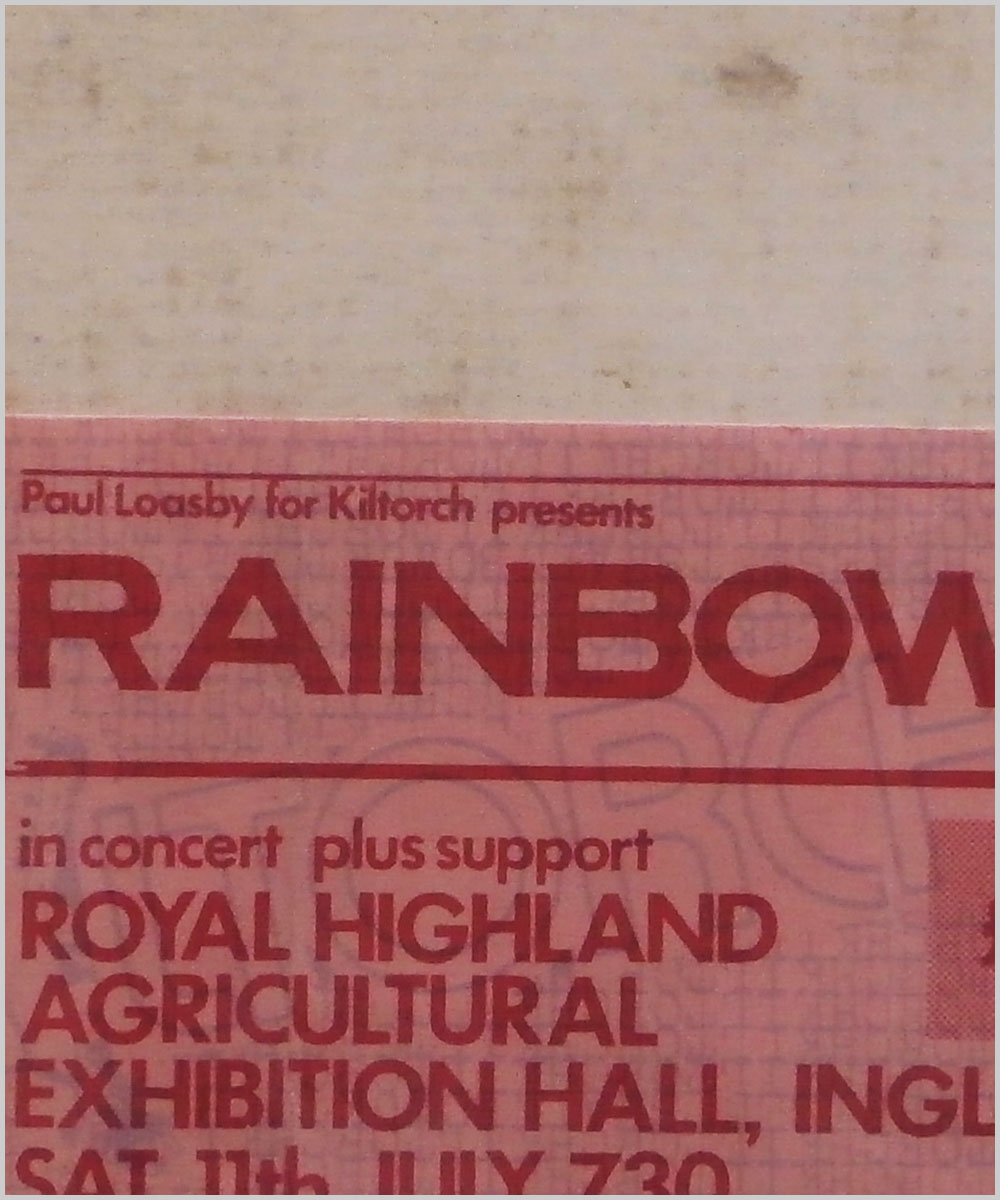 Paul Loasby for Kiltorch presents
RAINBOW
in concert plus support
ROYAL HIGHLAND
AGRICULTURAL
EXHIBITION HALL,
SAT 11th JULY 7.30